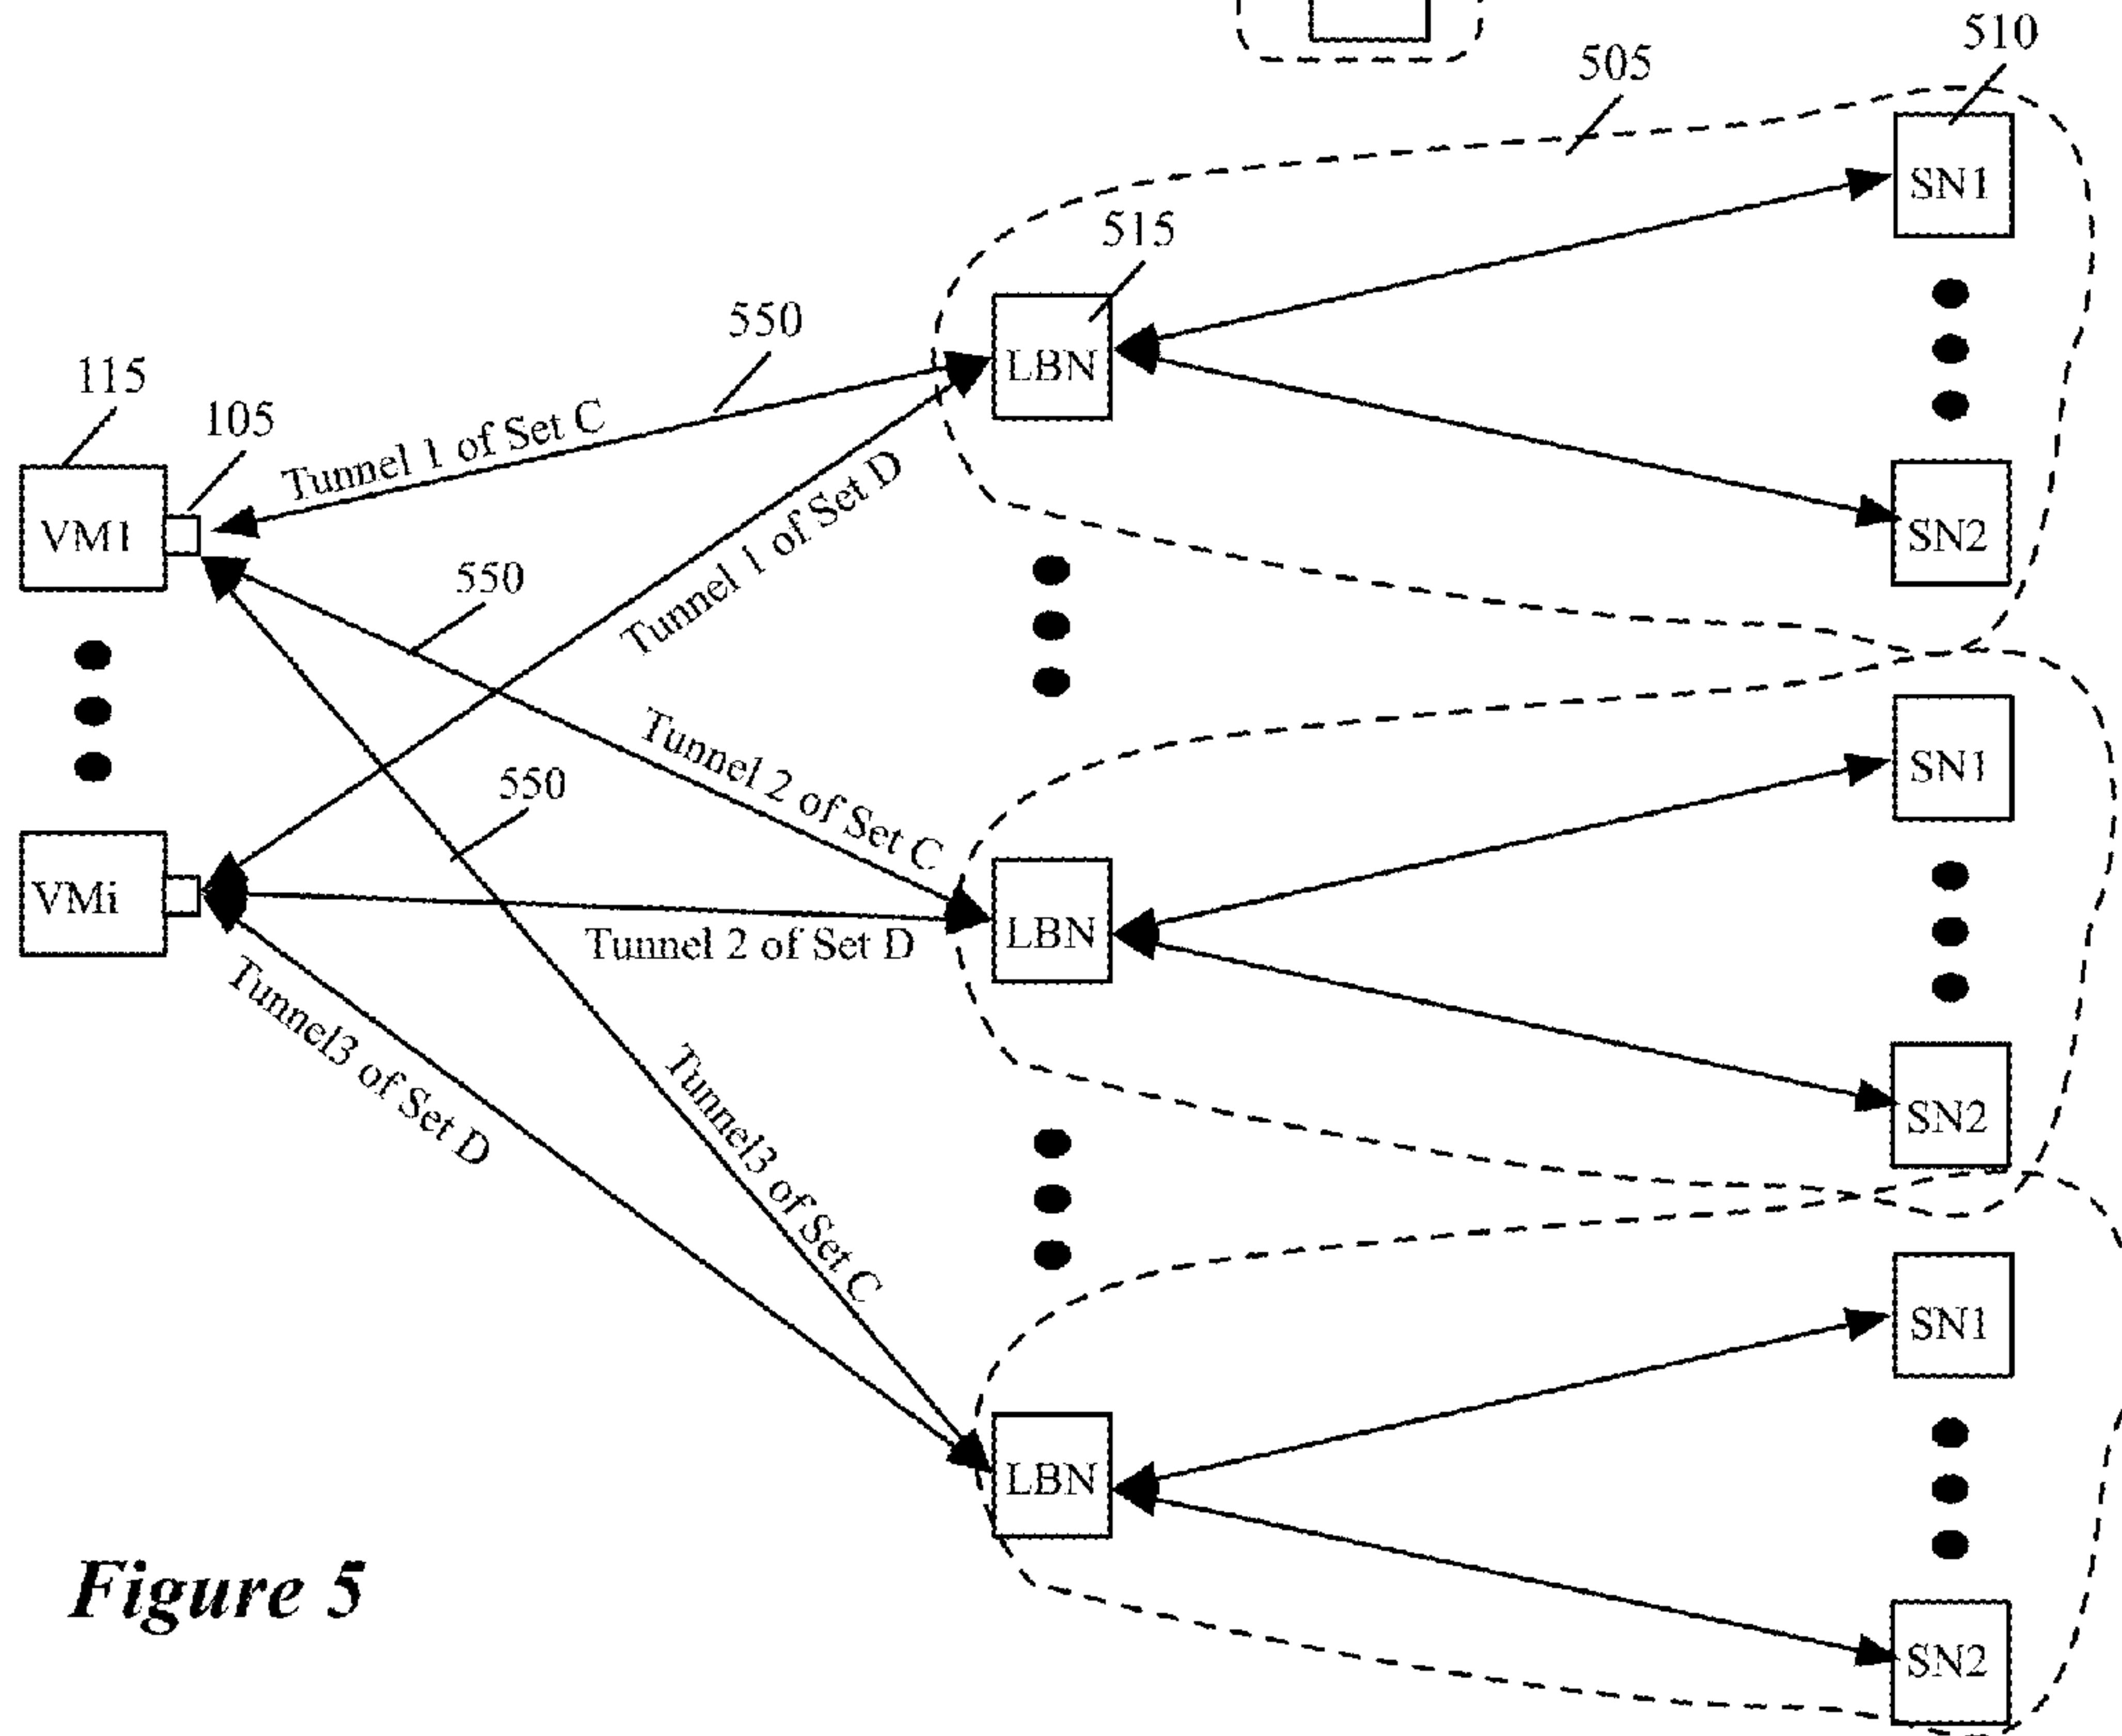 510
505
SN1
515
550
LBN
115
105
Tunnel 1 of Set C
Tunnel 1 of Set D
VM1
SN2
550
Tunnel 2 of Set C
SN1
550
VMi
LBN
Tunnel 2 of Set D
Tunnel3 of Set D
Tunnel3 of Set C
SN2
SN1
LBN
Figure 5
SN2